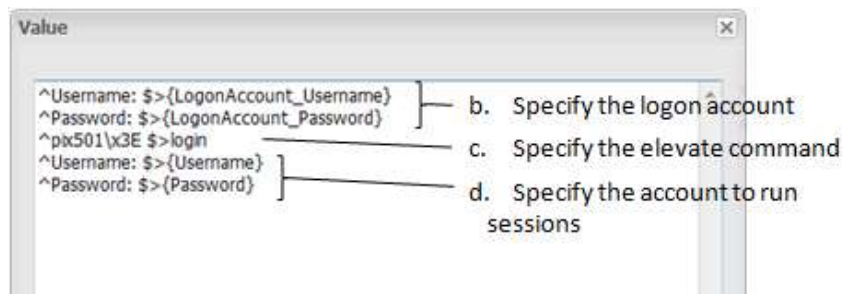 Value
^Username: $>{LogonAccount_Username}
^Password: $>{LogonAccount_Password}
^pix501\x3E $>login
^Username: $>{Username}
^Password: $>{Password}
b. Specify the logon account
c. Specify the elevate command
d. Specify the account to run
sessions